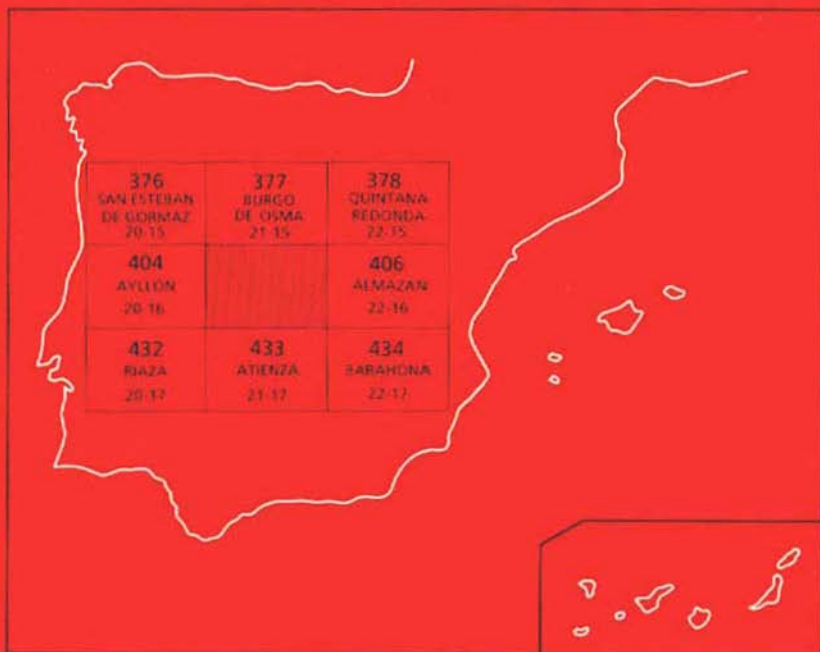 376
SAN ESTEBAN
DE GORMAZ
20-15
377
BURGO
DE OSMA
21-15
378
QUINTANA
REDONDA
22-15
404
AYLLON
20-16
406
ALMAZAN
22-16
432
RIAZA
20-17
433
ATIENZA
21-17
434
BARAHONA
22-17